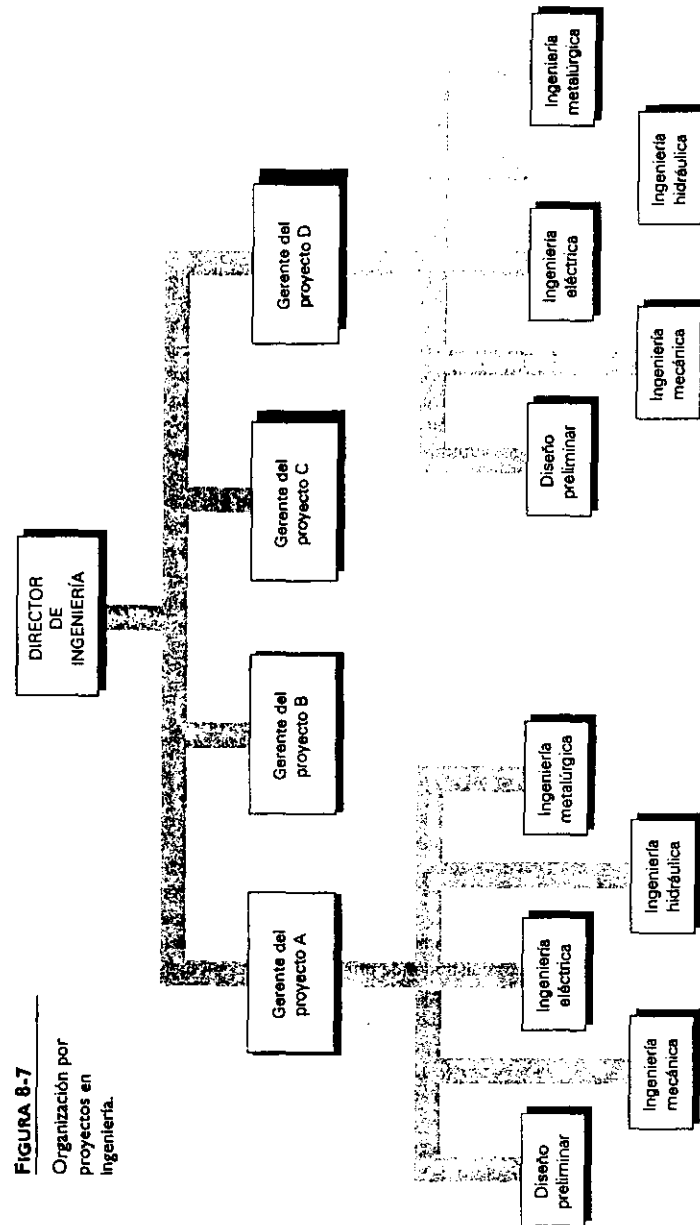 FIGURA 8-7
Organización por
proyectos en
Ingeniería.
DIRECTOR
DE
INGENIERÍA
Gerente del
proyecto A
Gerente del
proyecto B
Gerente del
proyecto C
Gerente del
proyecto D
Diseño
preliminar
Ingeniería
mecánica
Ingeniería
eléctrica
Ingeniería
hidráulica
Ingeniería
metalúrgica
Diseño
preliminar
Ingeniería
mecánica
Ingeniería
eléctrica
Ingeniería
hidráulica
Ingeniería
metalúrgica